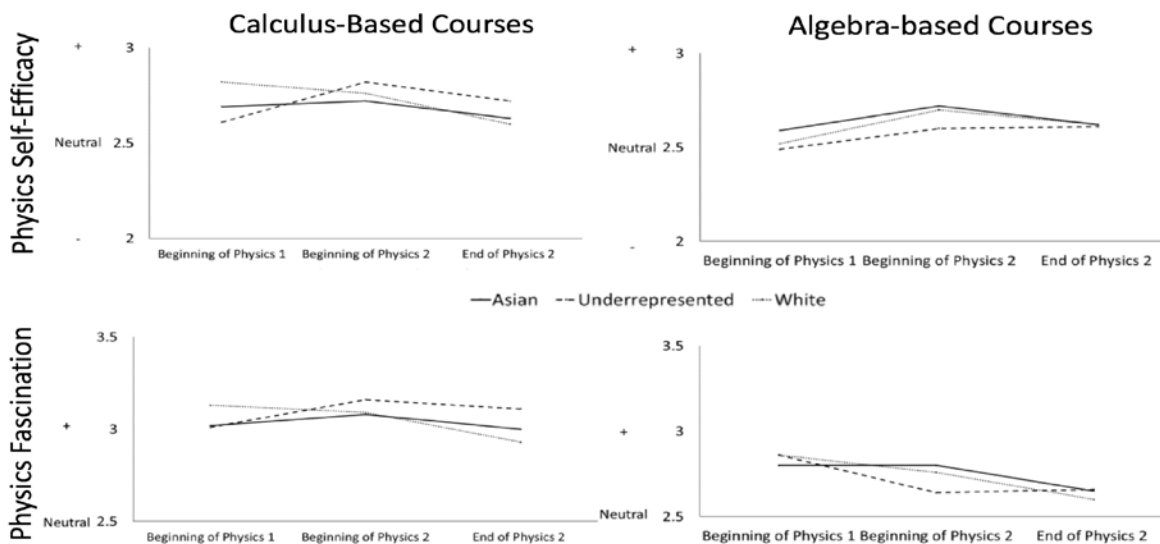 Calculus-Based Courses
Algebra-based Courses
Physics Self-Efficacy
+
3
Neutral
2.5
-
2
Beginning of Physics 1
Beginning of Physics 2
End of Physics 2
+
3
Neutral
2.5
-
2
Beginning of Physics 1
Beginning of Physics 2
End of Physics 2
Asian
Underrepresented
White
Physics Fascination
3.5
+
3
Neutral
2.5
Beginning of Physics 1
Beginning of Physics 2
End of Physics 2
3.5
+
3
Neutral
2.5
Beginning of Physics 1
Beginning of Physics 2
End of Physics 2